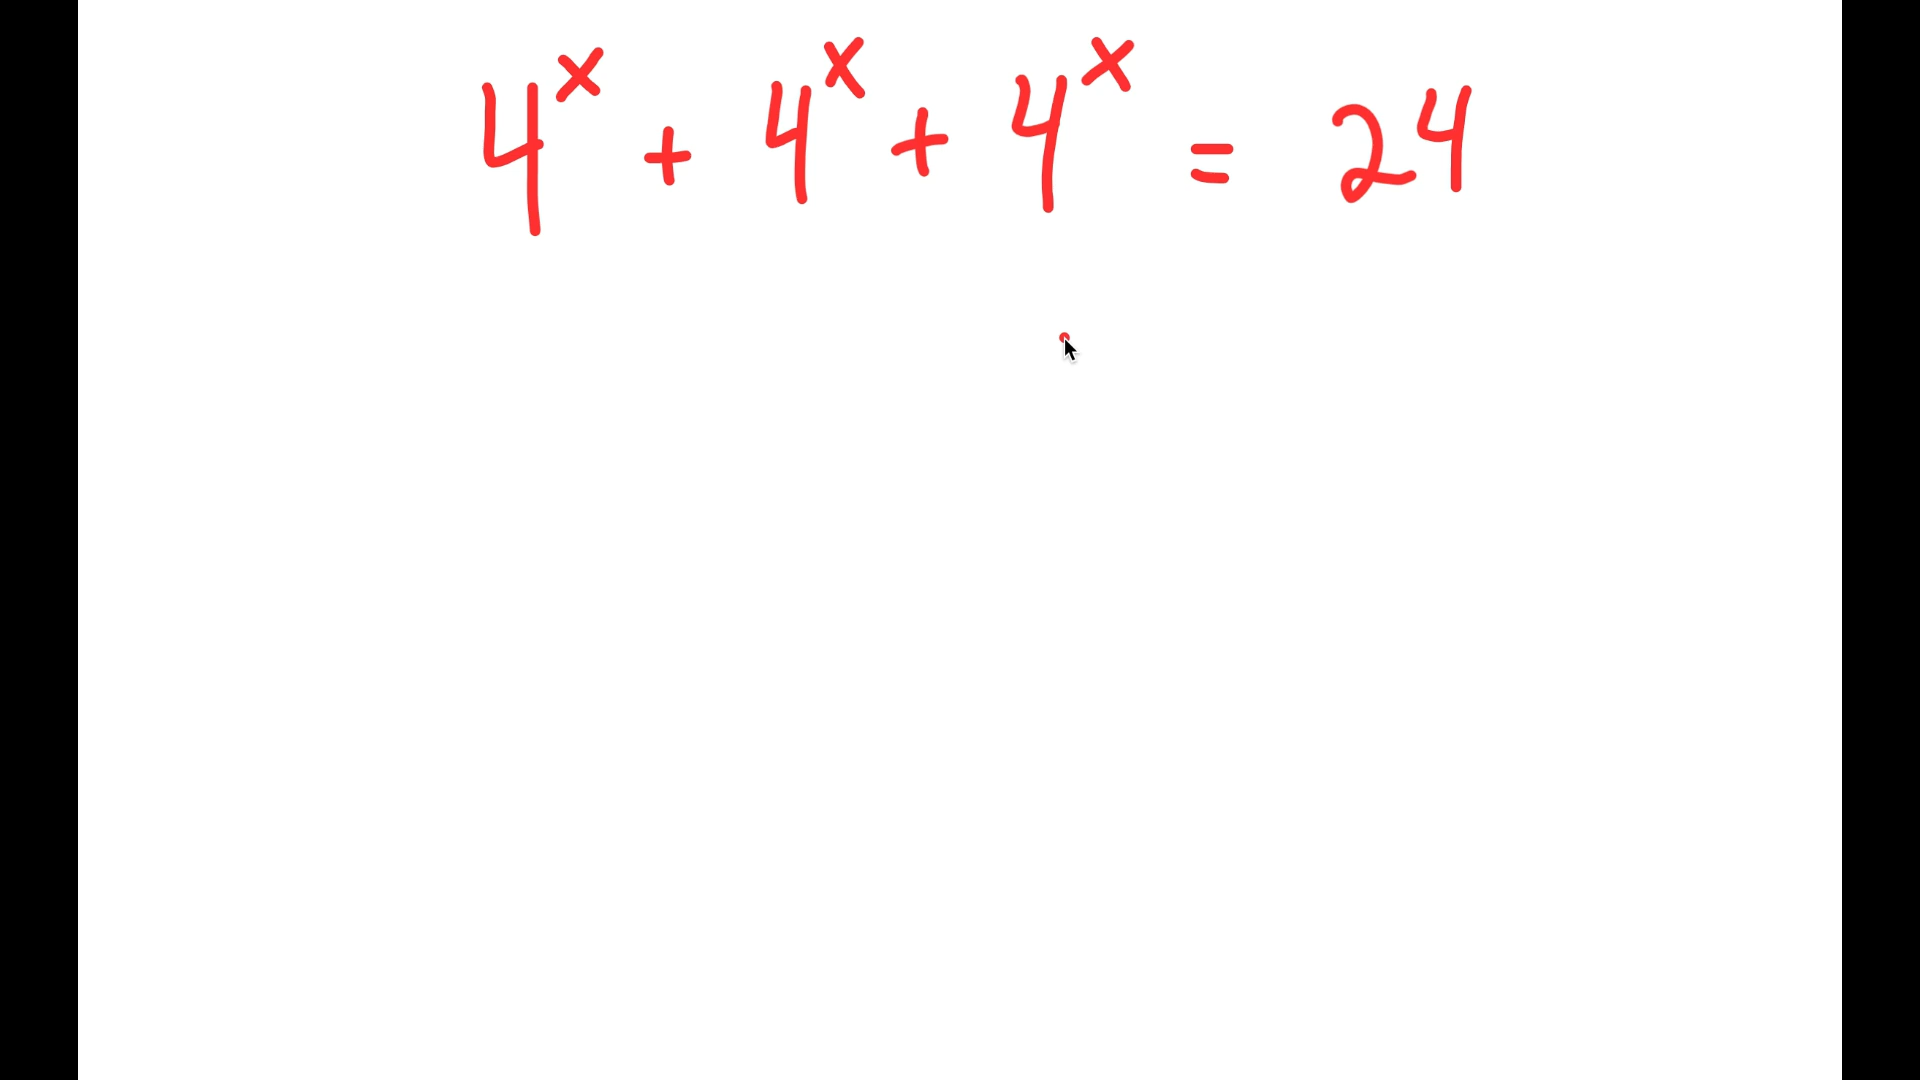 4^x + 4^x + 4^x = 24